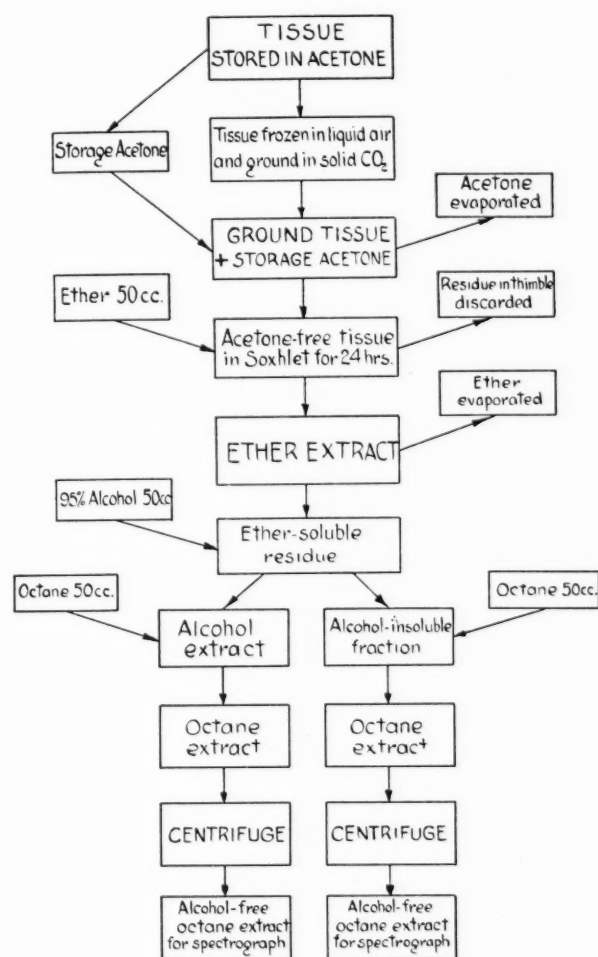 TISSUE
STORED IN ACETONE
Storage Acetone
Tissue frozen in liquid air
and ground in solid CO₂
Acetone
evaporated
GROUND TISSUE
+ STORAGE ACETONE
Ether 50cc.
Residue in thimble
discarded
Acetone-free tissue
in Soxhlet for 24 hrs.
Ether
evaporated
ETHER EXTRACT
95% Alcohol 50cc
Ether-soluble
residue
Octane 50cc.
Octane 50cc.
Alcohol
extract
Alcohol-insoluble
fraction
Octane
extract
Octane
extract
CENTRIFUGE
CENTRIFUGE
Alcohol-free
octane extract
for spectrograph
Alcohol-free
octane extract
for spectrograph